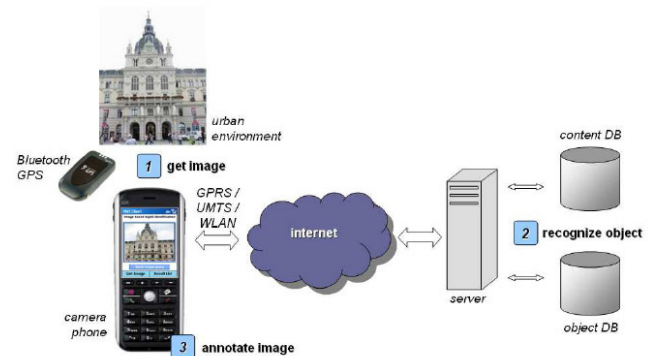 urban
environment
Bluetooth
GPS
1 get image
GPRS /
UMTS /
WLAN
internet
content DB
2 recognize object
server
object DB
camera
phone
3 annotate image